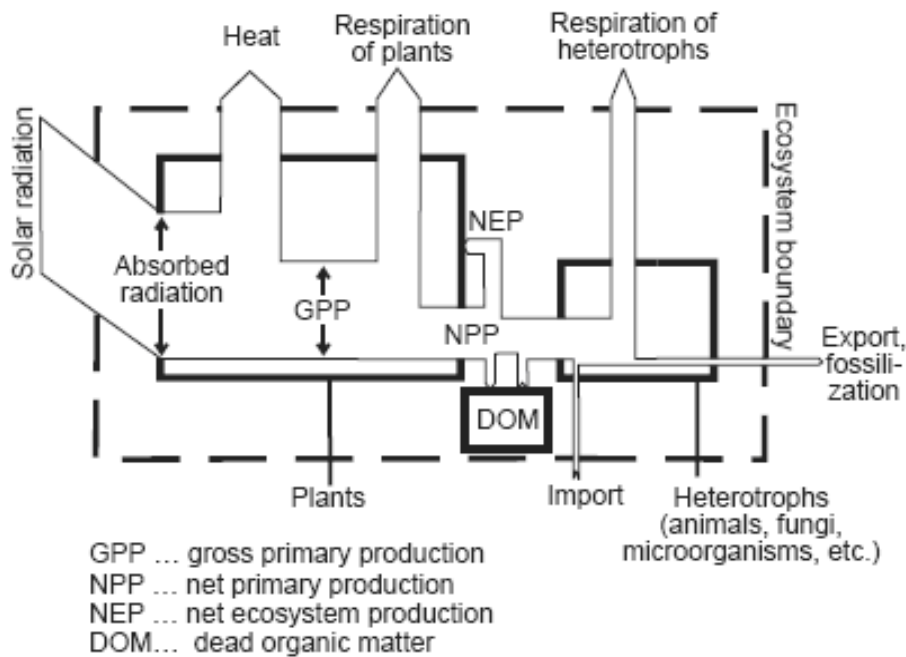 Heat
Respiration
of plants
Respiration of
heterotrophs
Solar radiation
Ecosystem boundary
Absorbed
radiation
GPP
NEP
NPP
DOM
Export,
fossili-
zation
Plants
Import
Heterotrophs
(animals, fungi,
microorganisms, etc.)
GPP ... gross primary production
NPP ... net primary production
NEP ... net ecosystem production
DOM... dead organic matter